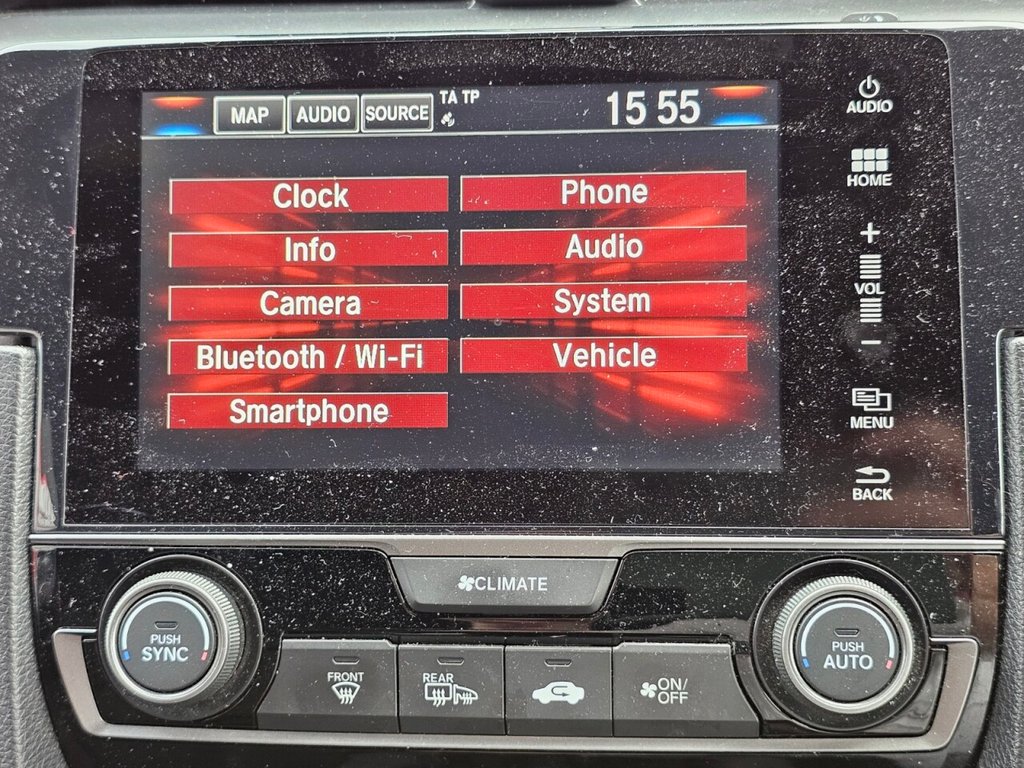 MAP AUDIO SOURCE TA TP 15 55
AUDIO
HOME
Clock Phone
+
Info Audio
VOL
Camera System
−
Bluetooth / Wi-Fi Vehicle
Smartphone
MENU
BACK
CLIMATE
PUSH
SYNC
FRONT
REAR
ON/
OFF
PUSH
AUTO